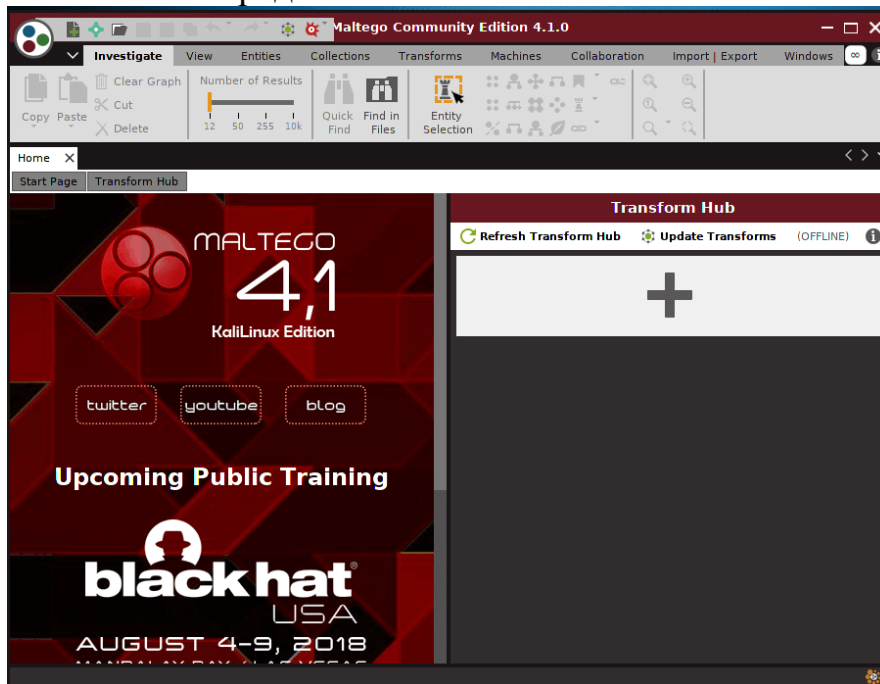 Maltego Community Edition 4.1.0
Investigate View Entities Collections Transforms Machines Collaboration Import | Export Windows
Clear Graph
Number of Results
Cut
Copy Paste
Delete
12 50 255 10k
Quick Find
Find in Files
Entity Selection
Home
Start Page Transform Hub
Transform Hub
Refresh Transform Hub Update Transforms (OFFLINE)
MALTEGO
4,1
KaliLinux Edition
twitter youtube blog
Upcoming Public Training
black hat
USA
AUGUST 4-9, 2018